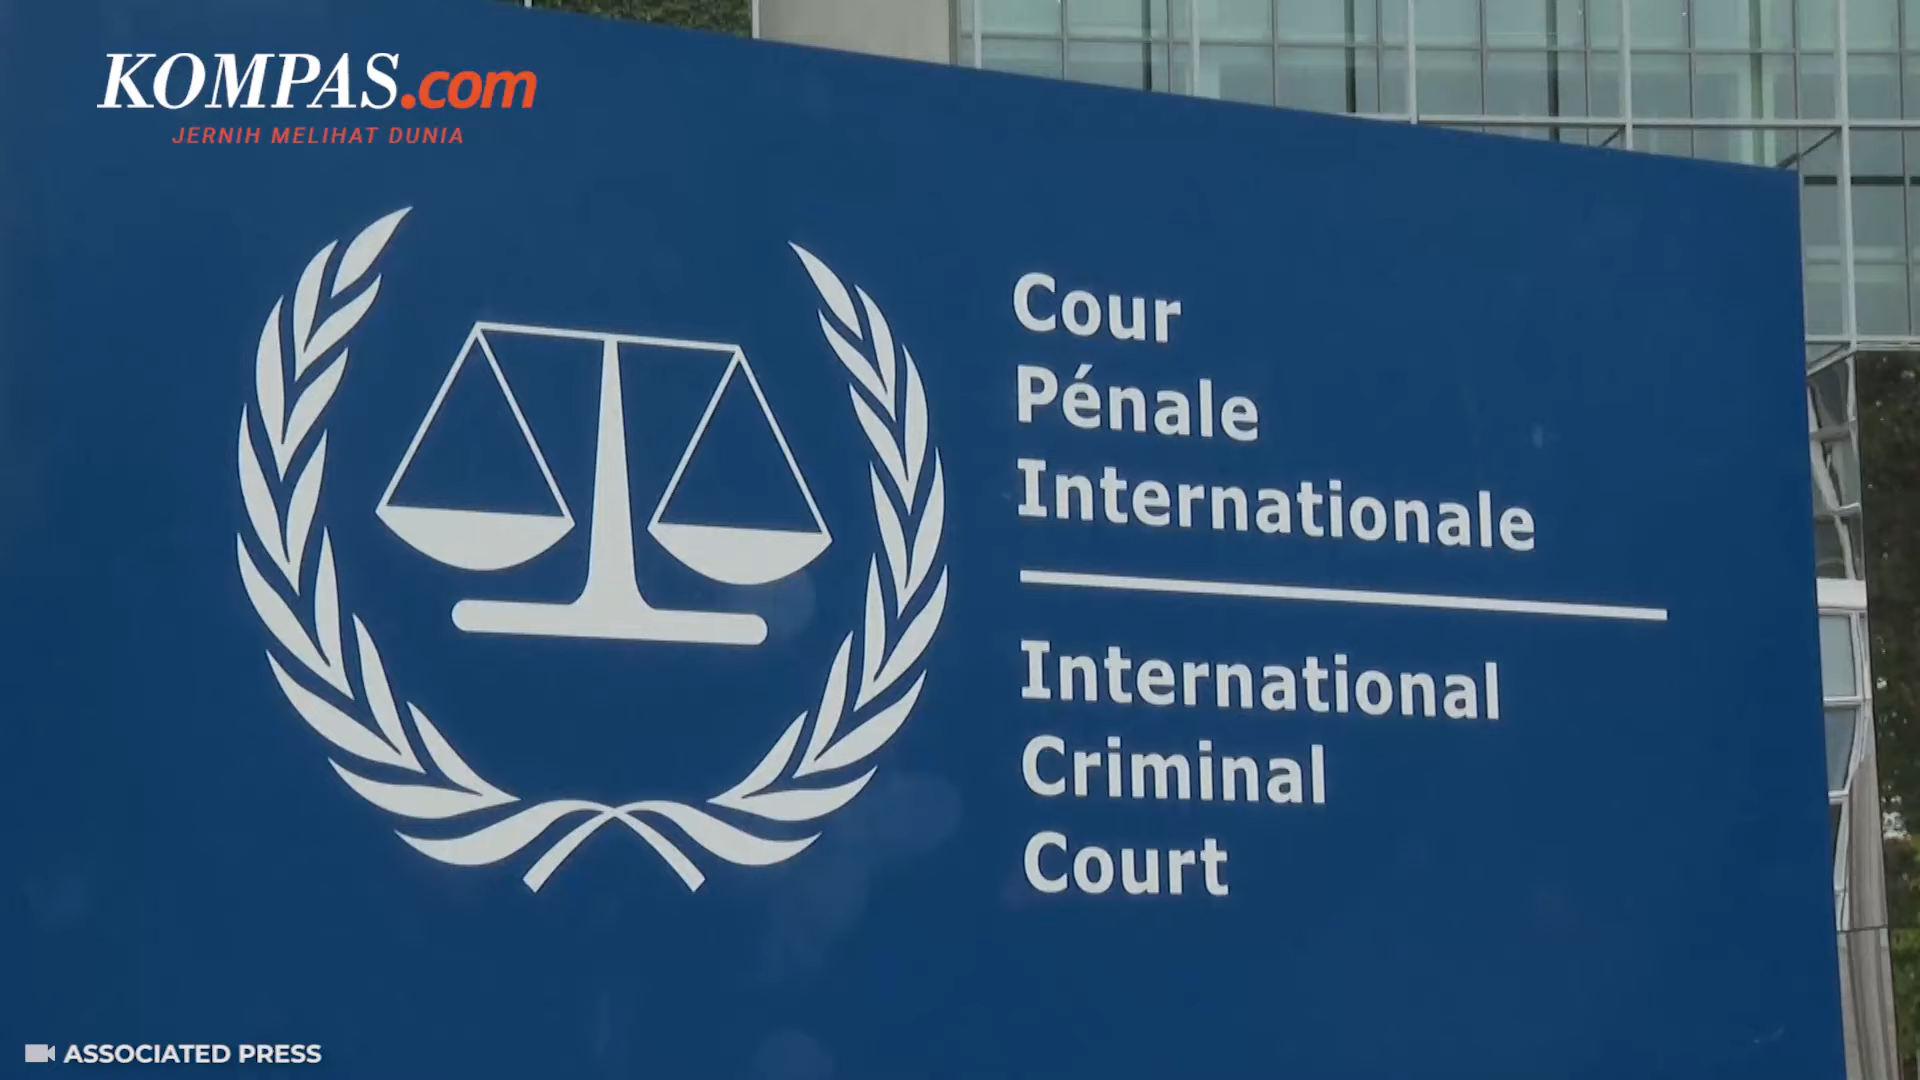 KOMPAS.com
JERNIH MELIHAT DUNIA
Cour
Pénale
Internationale
International
Criminal
Court
ASSOCIATED PRESS